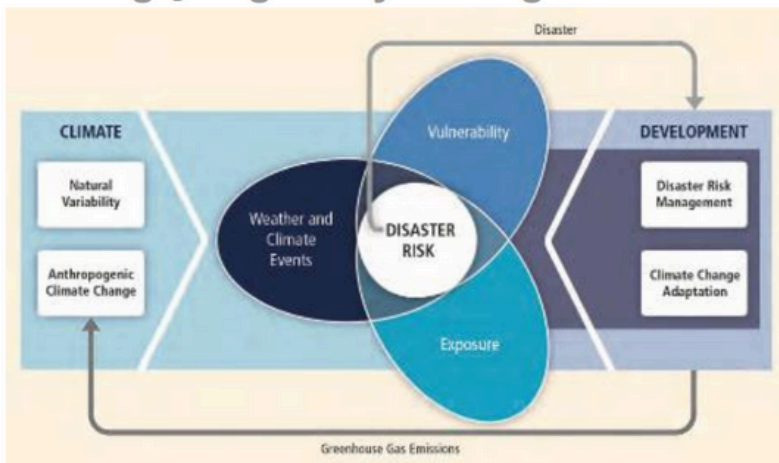 Disaster
CLIMATE
Natural
Variability
Anthropogenic
Climate Change
Weather and
Climate
Events
Vulnerability
DISASTER
RISK
Exposure
DEVELOPMENT
Disaster Risk
Management
Climate Change
Adaptation
Greenhouse Gas Emissions